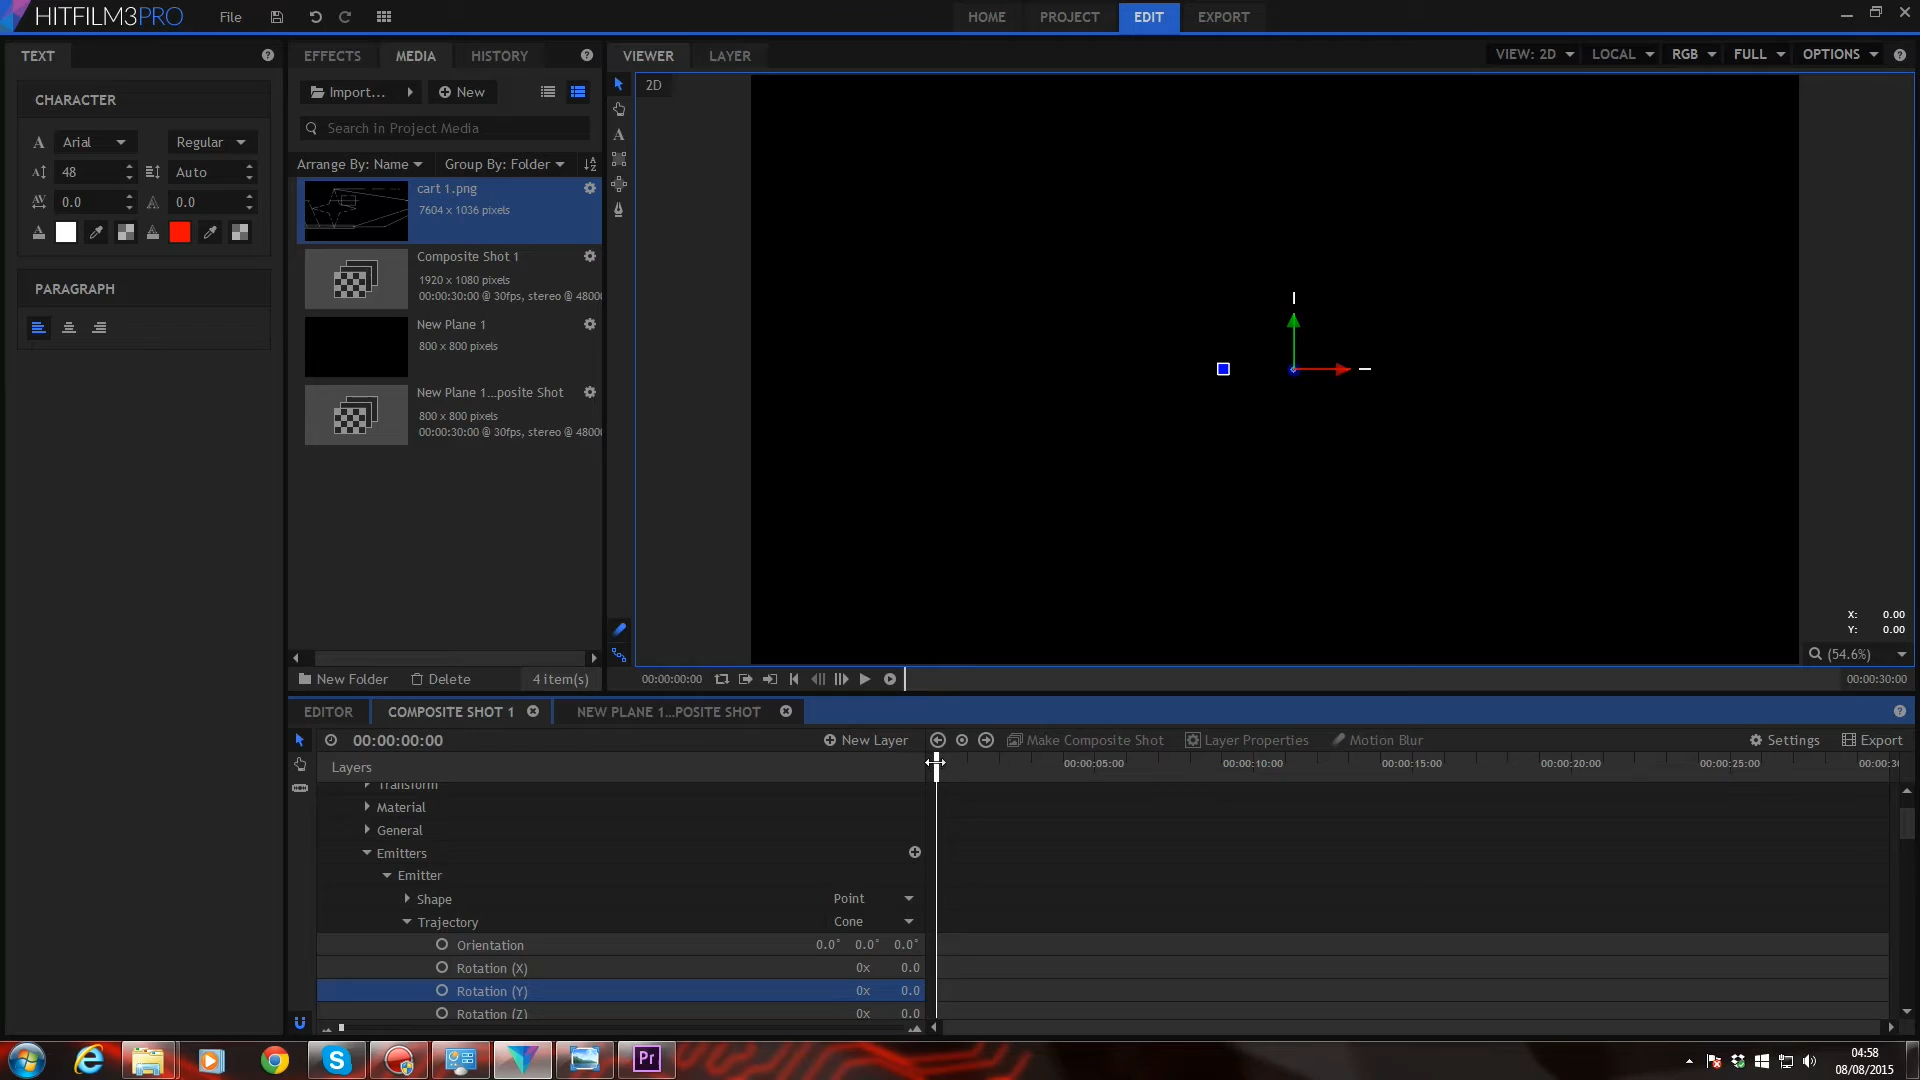 HITFILM3PRO
File
HOME
PROJECT
EDIT
EXPORT
TEXT
EFFECTS
MEDIA
HISTORY
VIEWER
LAYER
VIEW: 2D
LOCAL
RGB
FULL
OPTIONS
CHARACTER
Import...
New
2D
Search in Project Media
Arial
Regular
Arrange By: Name
Group By: Folder
48
Auto
cart 1.png
7604 x 1036 pixels
0.0
0.0
Composite Shot 1
1920 x 1080 pixels
00:00:30:00 @ 30fps, stereo @ 48000
PARAGRAPH
New Plane 1
800 x 800 pixels
New Plane 1...posite Shot
800 x 800 pixels
00:00:30:00 @ 30fps, stereo @ 48000
X: 0.00
Y: 0.00
(54.6%)
New Folder
Delete
4 item(s)
00:00:00:00
00:00:30:00
EDITOR
COMPOSITE SHOT 1
NEW PLANE 1...POSITE SHOT
00:00:00:00
New Layer
Make Composite Shot
Layer Properties
Motion Blur
Settings
Export
Layers
00:00:05:00
00:00:10:00
00:00:15:00
00:00:20:00
00:00:25:00
00:00:30
Transform
Material
General
Emitters
Emitter
Shape
Point
Trajectory
Cone
Orientation
0.0° 0.0° 0.0°
Rotation (X)
0x 0.0
Rotation (Y)
0x 0.0
Rotation (Z)
0x 0.0
Pr
04:58
08/08/2015